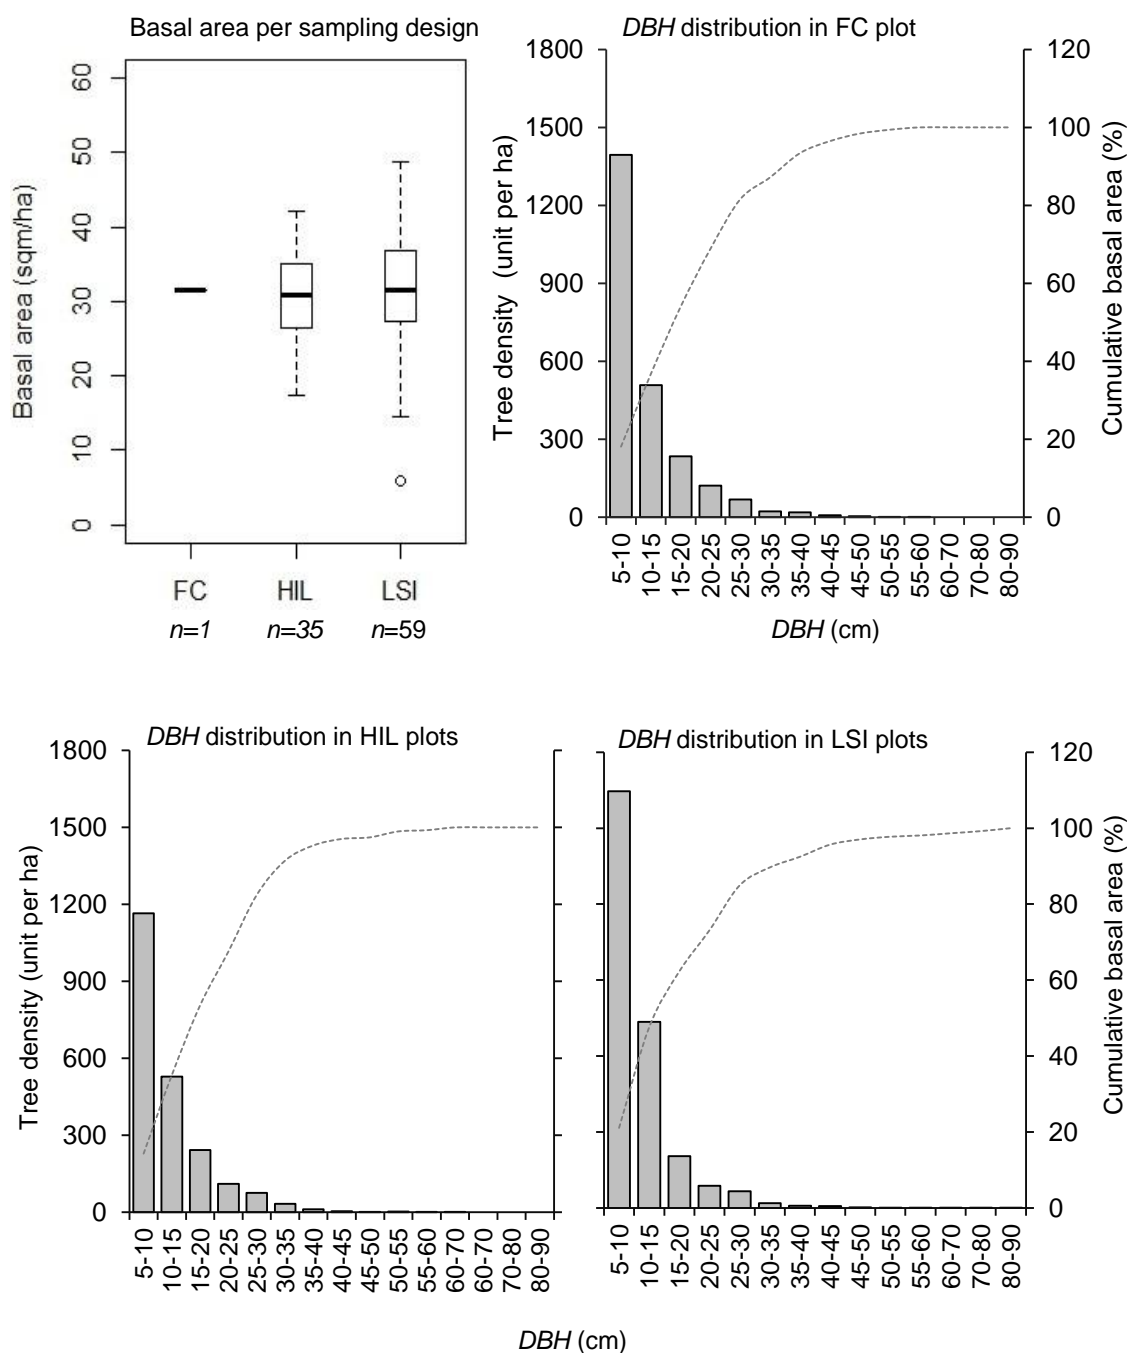 Basal area per sampling design
60
50
40
30
20
10
0
Basal area (sqm/ha)
FC HIL LSI
n=1 n=35 n=59
DBH distribution in FC plot
1800
1500
1200
900
600
300
0
Tree density (unit per ha)
120
100
80
60
40
20
0
Cumulative basal area (%)
5-10 10-15 15-20 20-25 25-30 30-35 35-40 40-45 45-50 50-55 55-60 60-70 70-80 80-90
DBH (cm)
DBH distribution in HIL plots
1800
1500
1200
900
600
300
0
Tree density (unit per ha)
5-10 10-15 15-20 20-25 25-30 30-35 35-40 40-45 45-50 50-55 55-60 60-70 70-80 80-90
DBH distribution in LSI plots
120
100
80
60
40
20
0
Cumulative basal area (%)
5-10 10-15 15-20 20-25 25-30 30-35 35-40 40-45 45-50 50-55 55-60 60-70 70-80 80-90
DBH (cm)